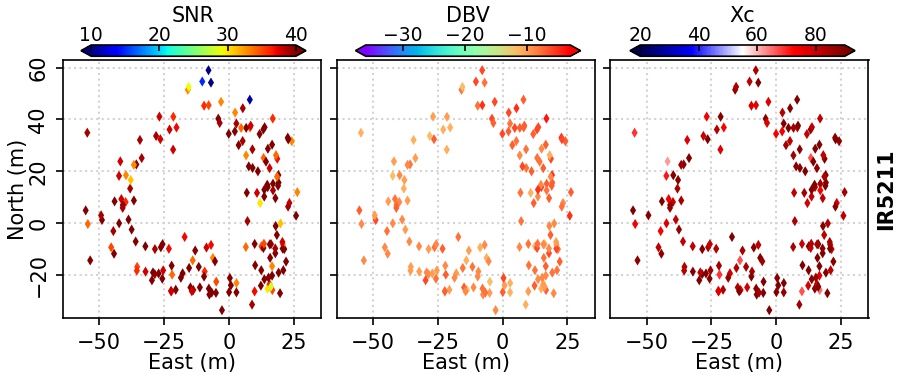 SNR DBV Xc
10 20 30 40 −30 −20 −10 20 40 60 80
60
40
20
0
−20
North (m)
IR5211
−50 −25 0 25 −50 −25 0 25 −50 −25 0 25
East (m) East (m) East (m)